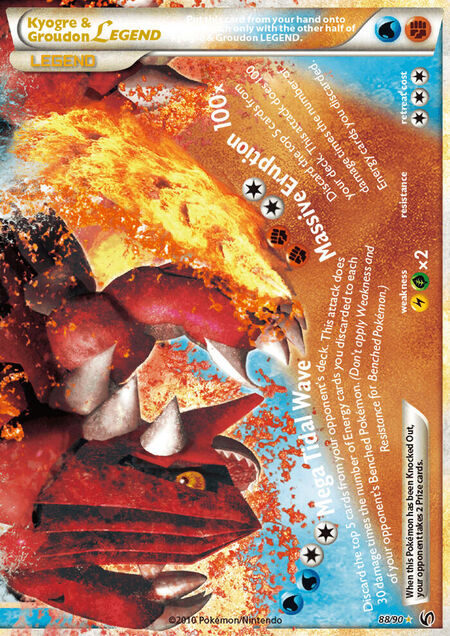 Kyogre &
Groudon LEGEND
LEGEND
Put this card from your hand onto
only with the other half of
& Groudon LEGEND.
Massive Eruption 100×
Discard the top 5 cards from
your deck. This attack does 100
damage times the number of
Energy cards you discarded.
Mega Tidal Wave
Discard the top 5 cards from your opponent's deck. This attack does
30 damage times the number of Energy cards you discarded to each
of your opponent's Benched Pokémon. (Don't apply Weakness and
Resistance for Benched Pokémon.)
weakness
×2
resistance
retreat cost
When this Pokémon has been Knocked Out,
your opponent takes 2 Prize cards.
©2010 Pokémon/Nintendo
88/90